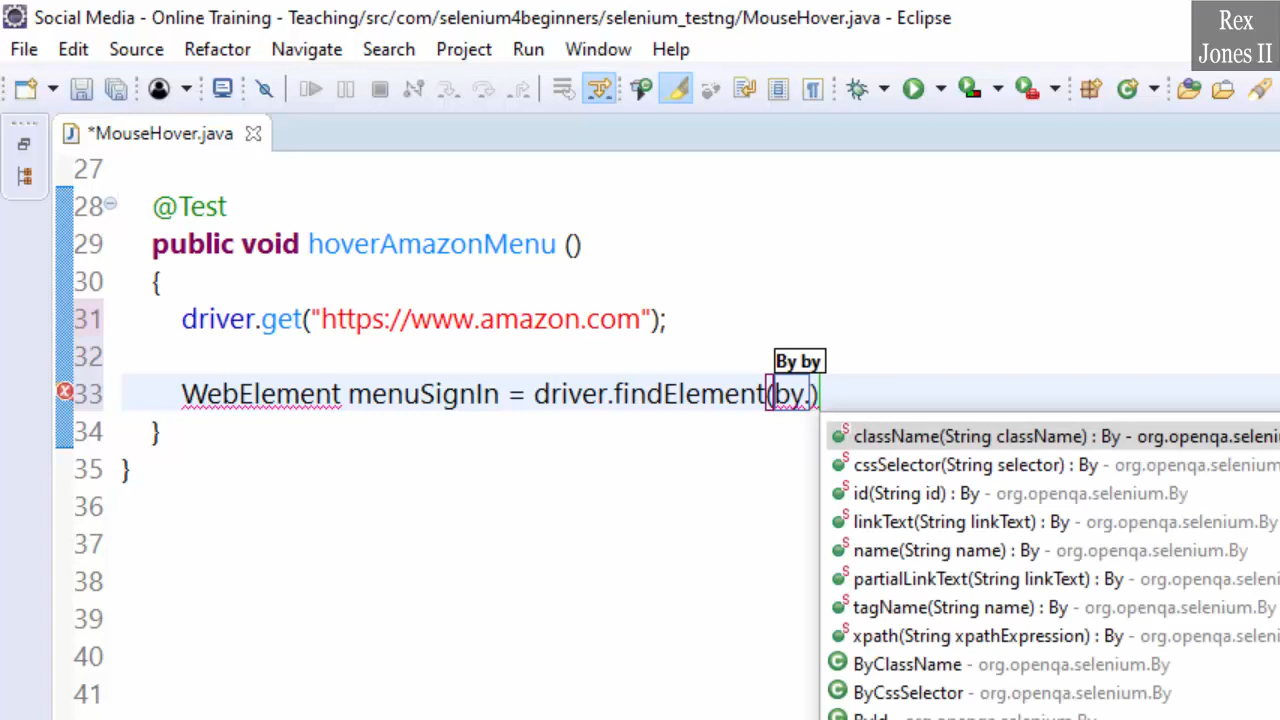 Social Media - Online Training - Teaching/src/com/selenium4beginners/selenium_testng/MouseHover.java - Eclipse
Rex
Jones II
File Edit Source Refactor Navigate Search Project Run Window Help
*MouseHover.java
27
28 @Test
29 public void hoverAmazonMenu ()
30 {
31 driver.get("https://www.amazon.com");
32
By by
33 WebElement menuSignIn = driver.findElement(by.)
34 }
35 }
36
37
38
39
40
41
className(String className) : By - org.openqa.seleni
cssSelector(String selector) : By - org.openqa.selenium
id(String id) : By - org.openqa.selenium.By
linkText(String linkText) : By - org.openqa.selenium.By
name(String name) : By - org.openqa.selenium.By
partialLinkText(String linkText) : By - org.openqa.seleni
tagName(String name) : By - org.openqa.selenium.By
xpath(String xpathExpression) : By - org.openqa.seleniu
ByClassName - org.openqa.selenium.By
ByCssSelector - org.openqa.selenium.By